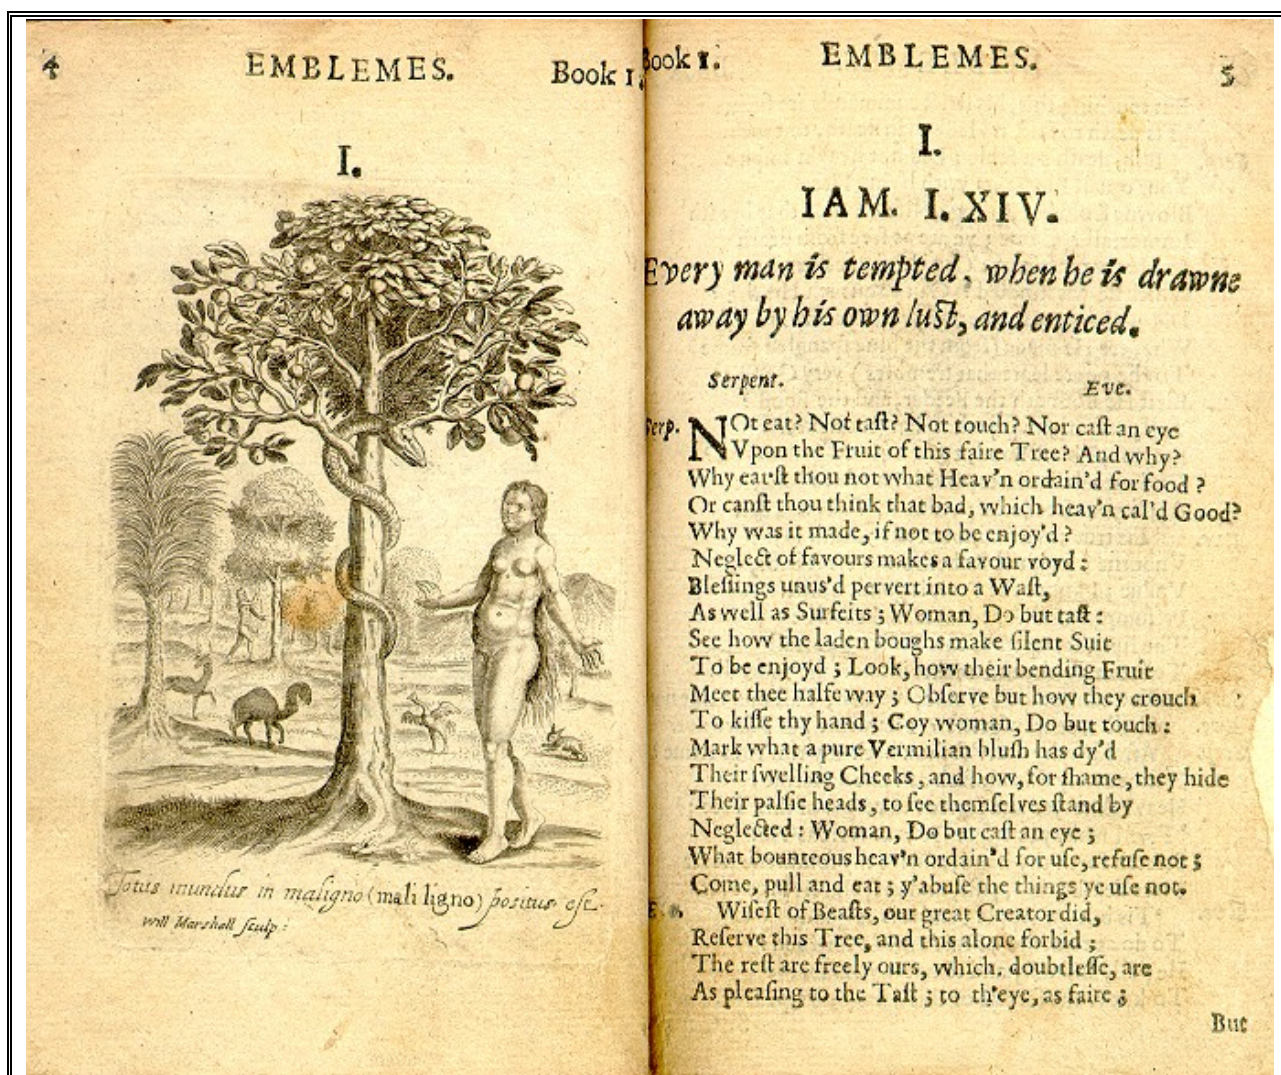 4 EMBLEMES. Book 1.
I.
Totus mundus in maligno (mali ligno) positus est.
Will Marshall sculp:
Book 1. EMBLEMES. 5
I.
IAM. I. XIV.
Every man is tempted, when he is drawne
away by his own lust, and enticed.
Serpent. Eve.
Serp. NOt eat? Not taſt? Not touch? Nor caſt an eye
Vpon the Fruit of this faire Tree? And why?
Why eat'ſt thou not what Heav'n ordain'd for food?
Or canſt thou think that bad, which heav'n cal'd Good?
Why was it made, if not to be enjoy'd?
Neglect of favours makes a favour voyd:
Bleſſings unus'd pervert into a Waſt,
As well as Surfeits; Woman, Do but taſt:
See how the laden boughs make ſilent Suit
To be enjoyd; Look, how their bending Fruit
Meet thee halfe way; Obſerve but how they crouch
To kiſſe thy hand; Coy woman, Do but touch:
Mark what a pure Vermilian bluſh has dy'd
Their ſwelling Cheeks, and how, for ſhame, they hide
Their palſie heads, to ſee themſelves ſtand by
Neglected: Woman, Do but caſt an eye;
What bounteous heav'n ordain'd for uſe, refuſe not;
Come, pull and eat; y'abuſe the things ye uſe not.
Wiſeſt of Beaſts, our great Creator did,
Reſerve this Tree, and this alone forbid;
The reſt are freely ours, which, doubtleſſe, are
As pleaſing to the Taſt; to th'eye, as faire;
But